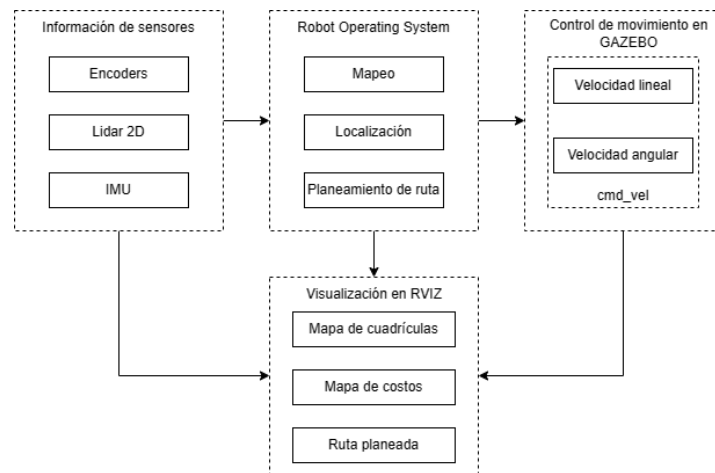 Información de sensores
Encoders
Lidar 2D
IMU
Robot Operating System
Mapeo
Localización
Planeamiento de ruta
Control de movimiento en
GAZEBO
Velocidad lineal
Velocidad angular
cmd_vel
Visualización en RVIZ
Mapa de cuadrículas
Mapa de costos
Ruta planeada